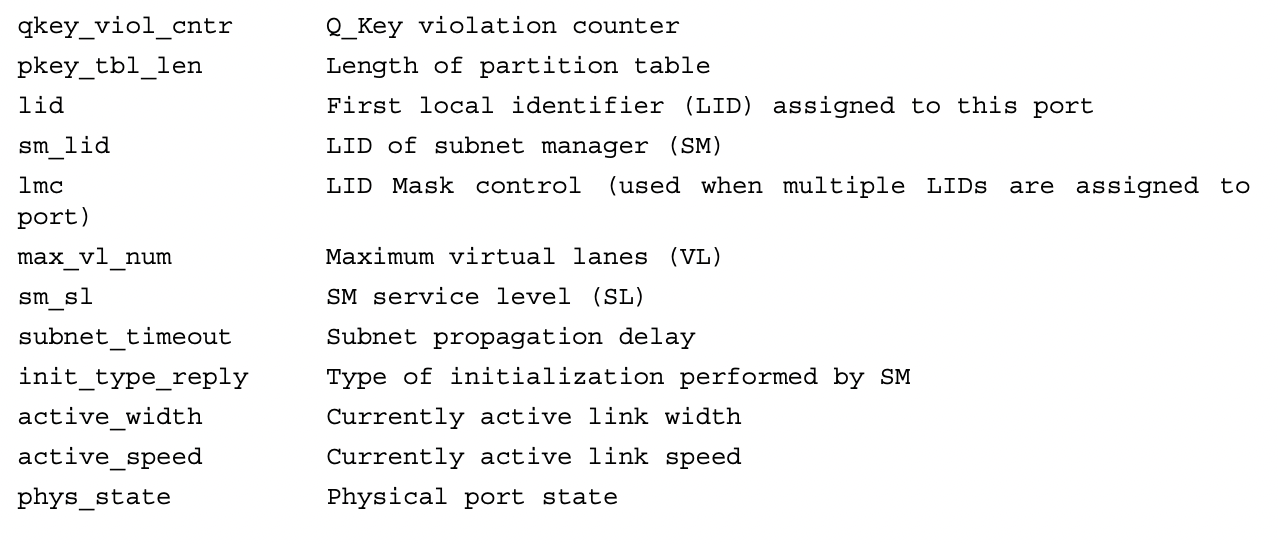 qkey_viol_cntr Q_Key violation counter
pkey_tbl_len Length of partition table
lid First local identifier (LID) assigned to this port
sm_lid LID of subnet manager (SM)
lmc LID Mask control (used when multiple LIDs are assigned to
port)
max_vl_num Maximum virtual lanes (VL)
sm_sl SM service level (SL)
subnet_timeout Subnet propagation delay
init_type_reply Type of initialization performed by SM
active_width Currently active link width
active_speed Currently active link speed
phys_state Physical port state